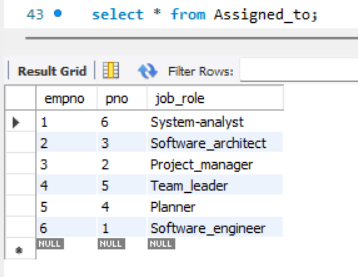 43 select * from Assigned_to;
Result Grid Filter Rows:
empno pno job_role
1 6 System-analyst
2 3 Software_architect
3 2 Project_manager
4 5 Team_leader
5 4 Planner
6 1 Software_engineer
NULL NULL NULL